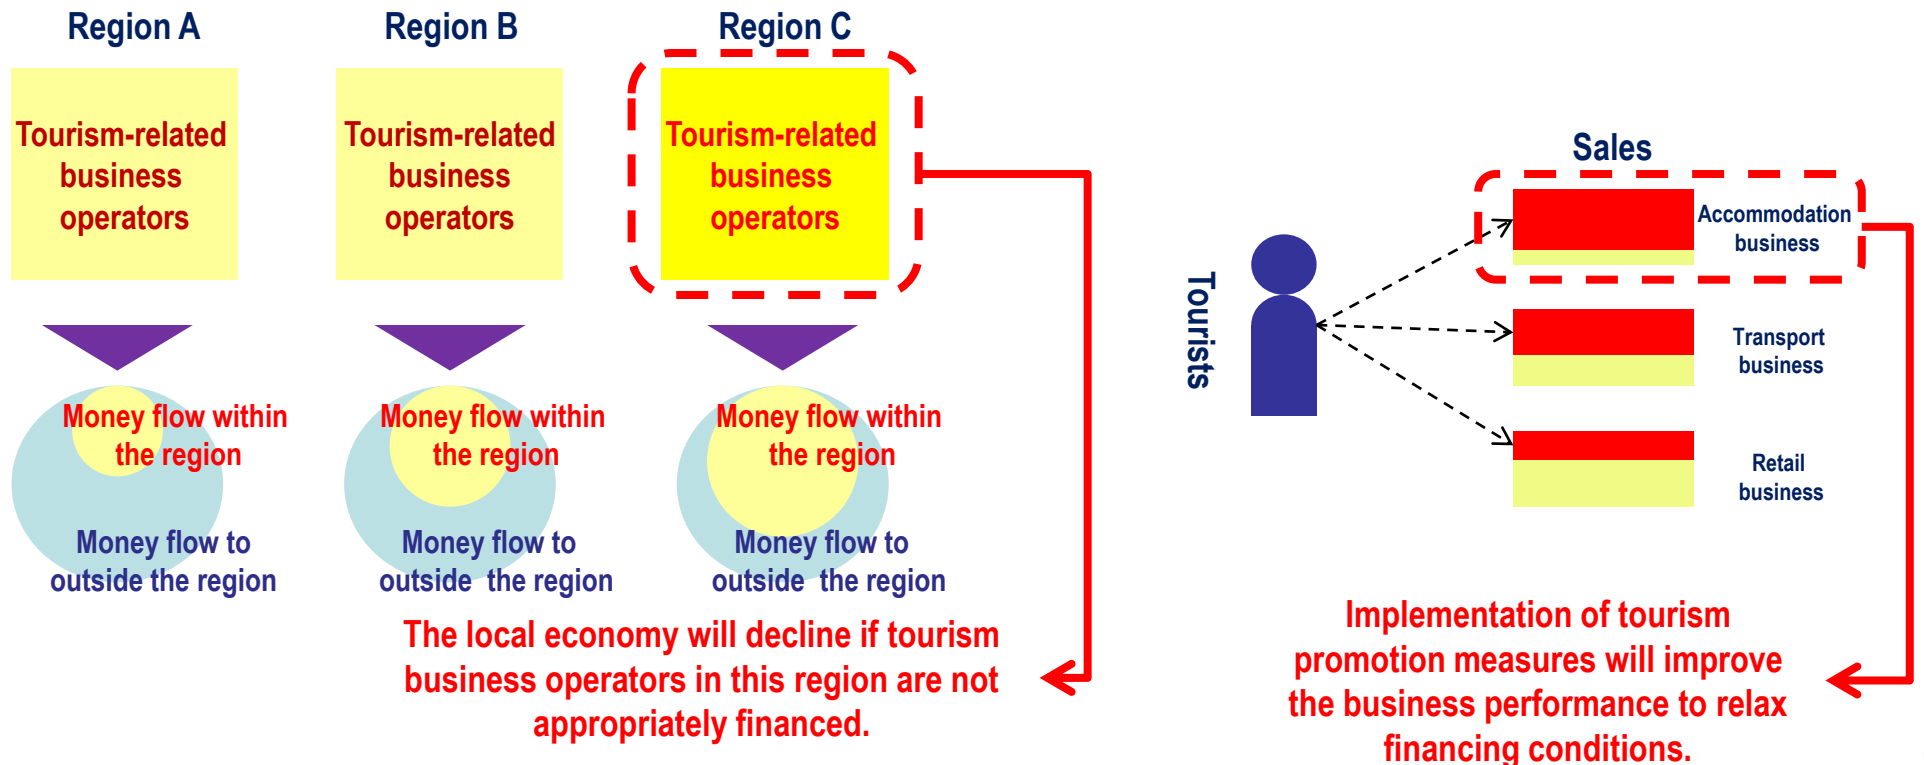 Region A
Tourism-related
business
operators
Money flow within
the region
Money flow to
outside the region
Region B
Tourism-related
business
operators
Money flow within
the region
Money flow to
outside the region
Region C
Tourism-related
business
operators
Money flow within
the region
Money flow to
outside the region
The local economy will decline if tourism
business operators in this region are not
appropriately financed.
Tourists
Sales
Accommodation
business
Transport
business
Retail
business
Implementation of tourism
promotion measures will improve
the business performance to relax
financing conditions.